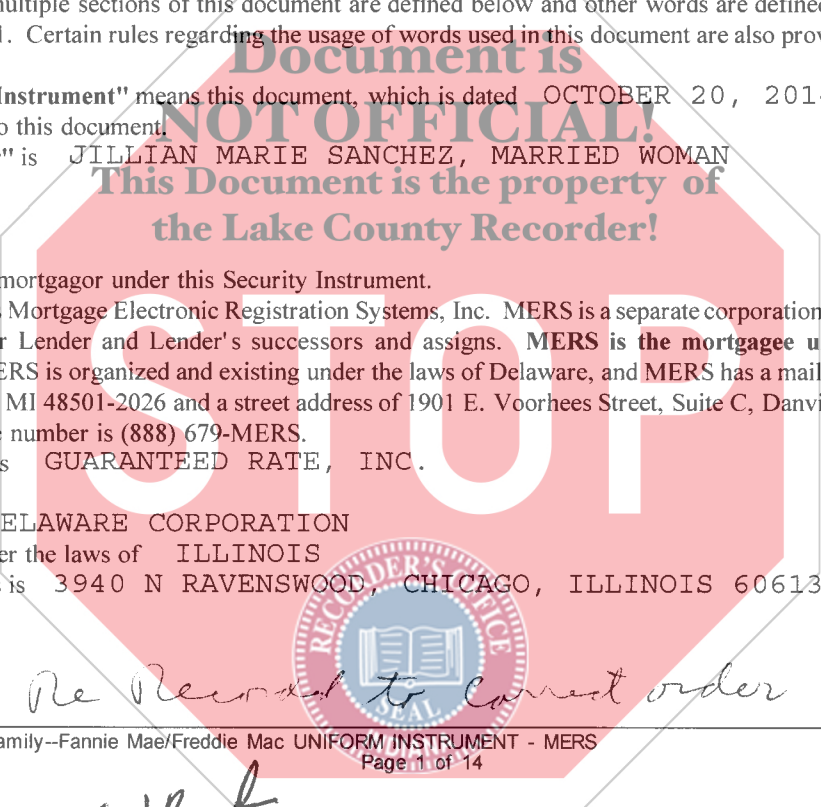 multiple sections of this document are defined below and other words are defined
1. Certain rules regarding the usage of words used in this document are also prov
Document is
Instrument" means this document, which is dated OCTOBER 20, 201
NOT OFFICIAL!
o this document.
" is JILLIAN MARIE SANCHEZ, MARRIED WOMAN
This Document is the property of
the Lake County Recorder!
mortgagor under this Security Instrument.
Mortgage Electronic Registration Systems, Inc. MERS is a separate corporation
r Lender and Lender's successors and assigns. MERS is the mortgagee u
ERS is organized and existing under the laws of Delaware, and MERS has a mail
MI 48501-2026 and a street address of 1901 E. Voorhees Street, Suite C, Danvi
e number is (888) 679-MERS.
s GUARANTEED RATE, INC.
STOP
ELAWARE CORPORATION
er the laws of ILLINOIS
is 3940 N RAVENSWOOD, CHICAGO, ILLINOIS 60613
RECORDER'S OFFICE
Re Record to Correct order
SEAL
INDIANA
amily--Fannie Mae/Freddie Mac UNIFORM INSTRUMENT - MERS
Page 1 of 14